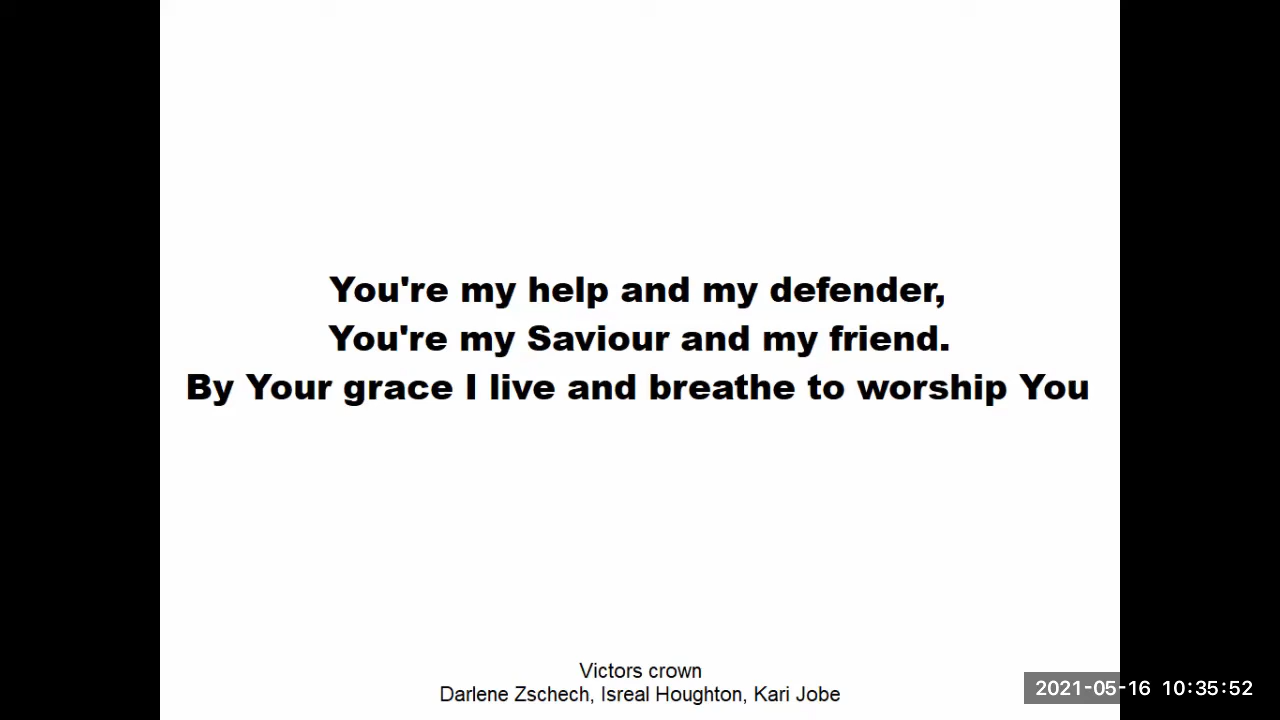 You're my help and my defender,
You're my Saviour and my friend.
By Your grace I live and breathe to worship You
Victors crown
Darlene Zschech, Isreal Houghton, Kari Jobe
2021-05-16 10:35:52